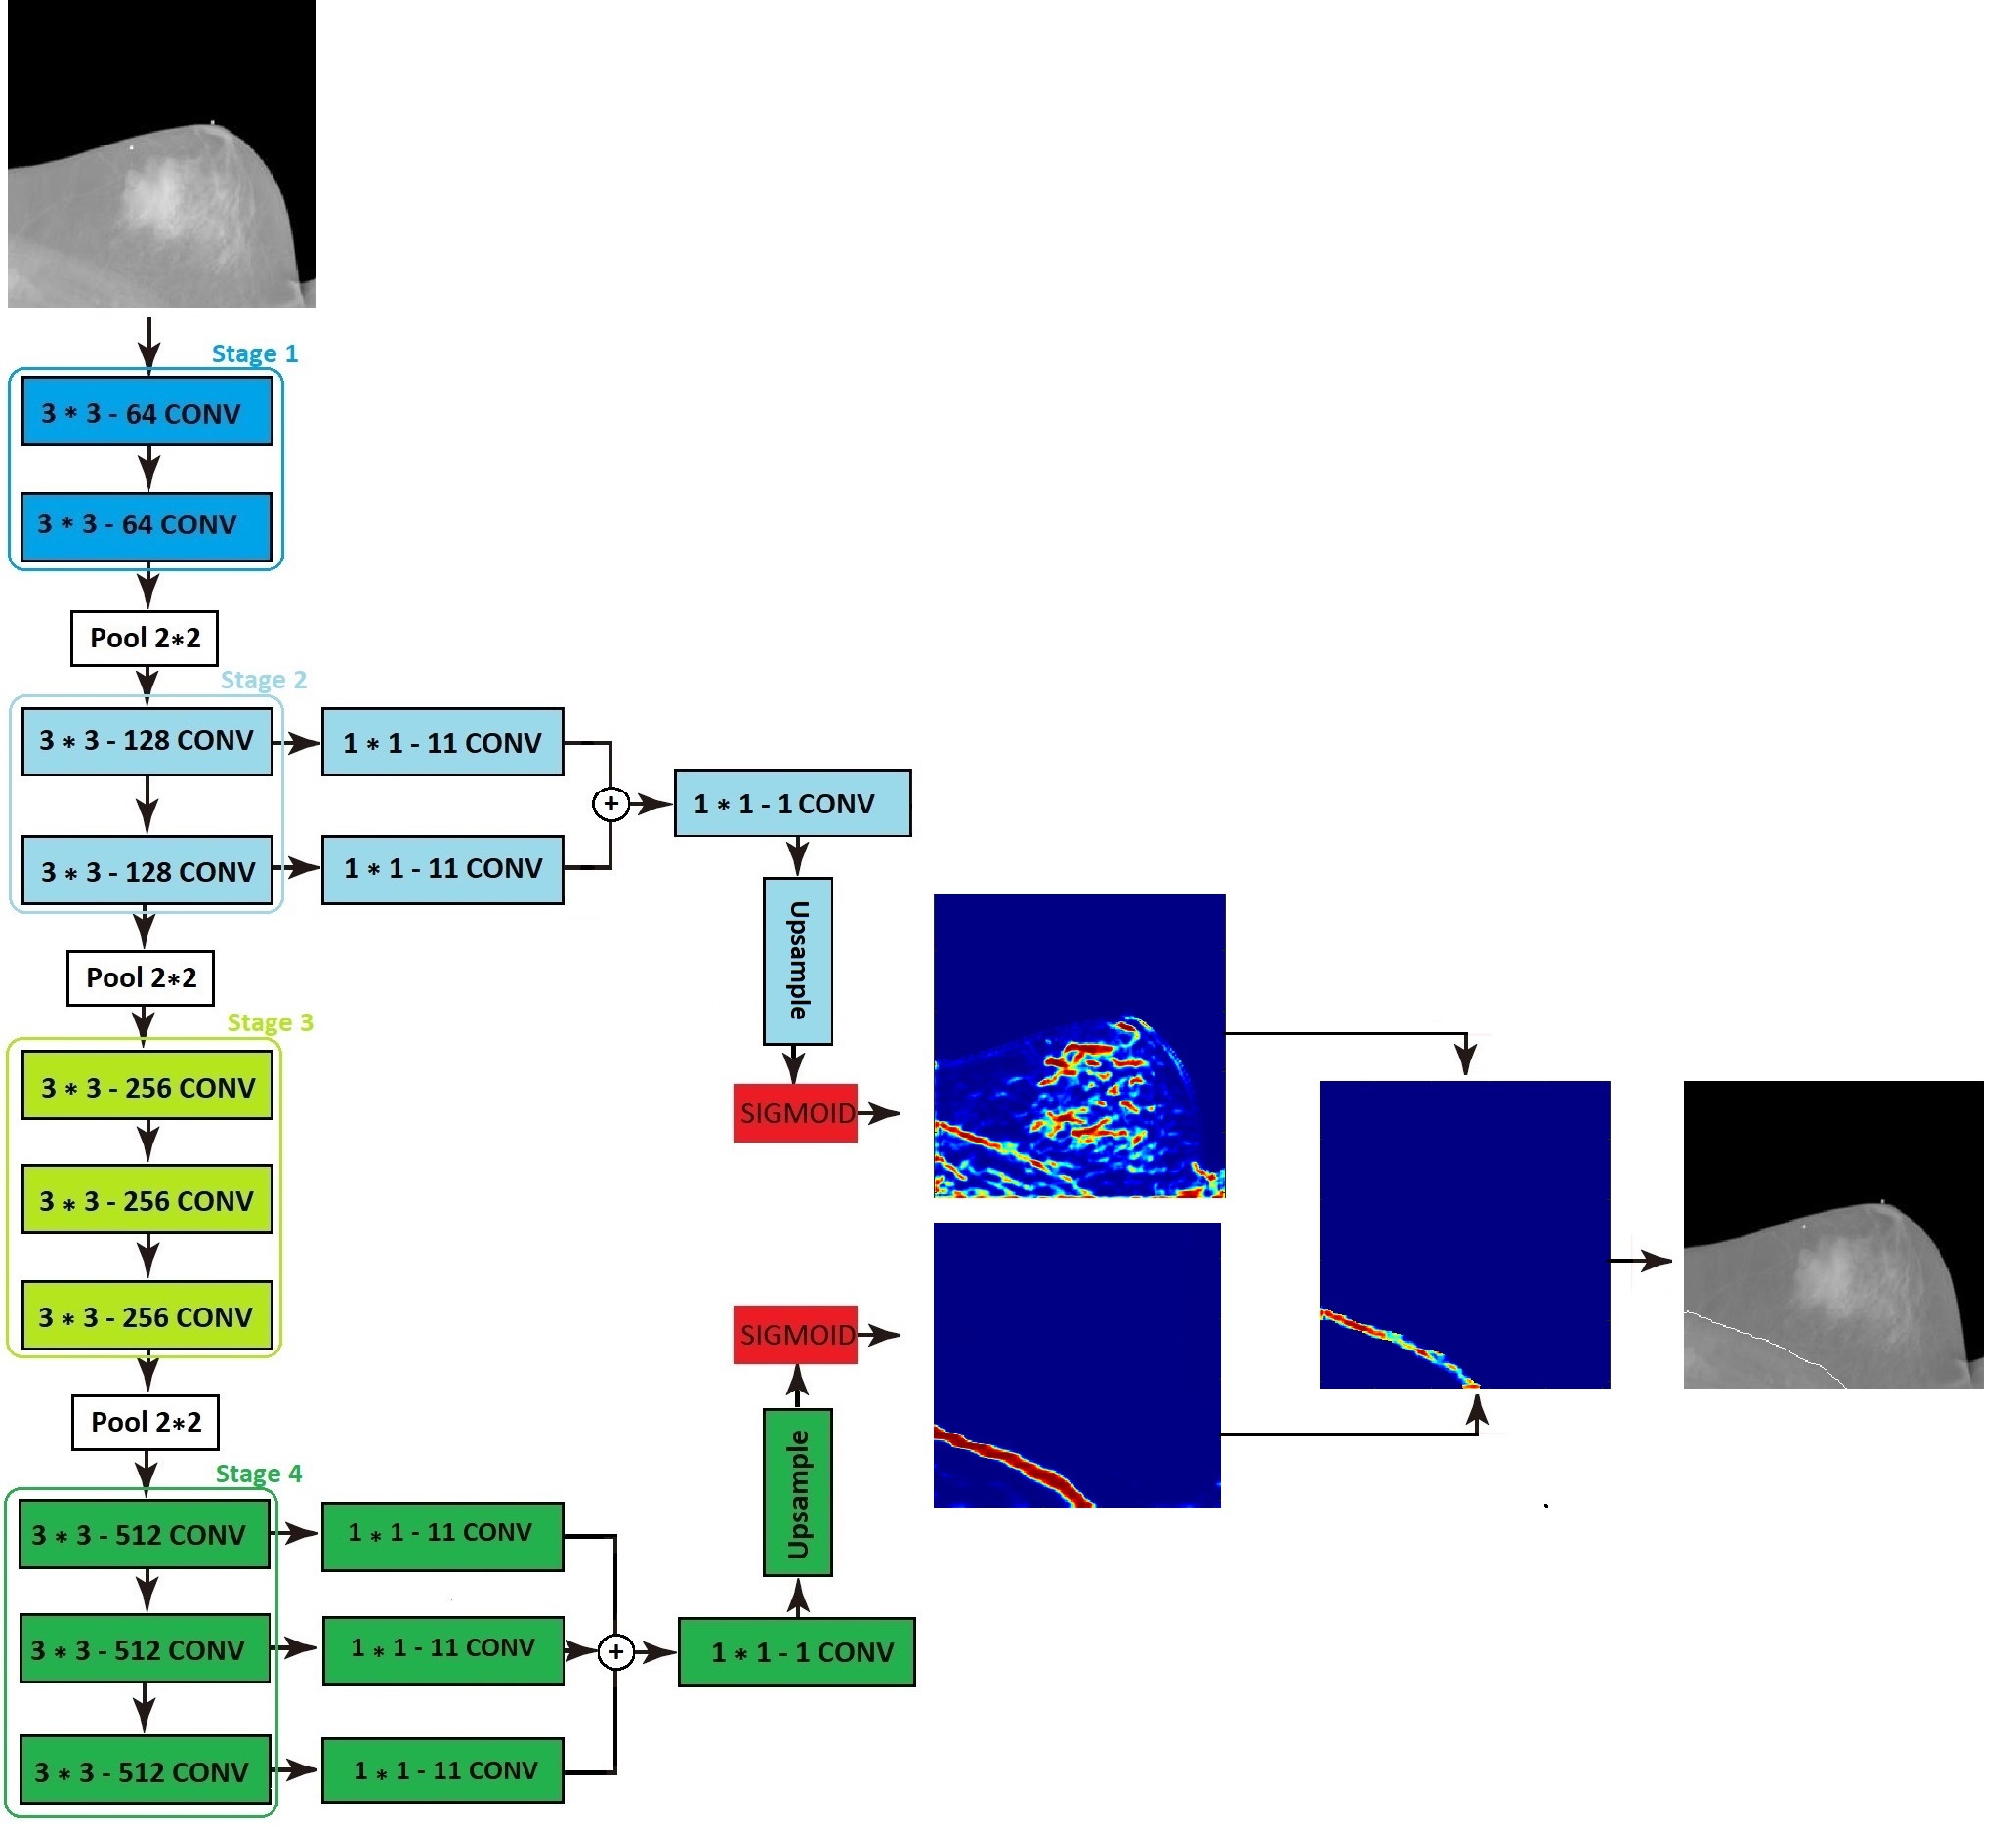 Stage 1
3 * 3 - 64 CONV
3 * 3 - 64 CONV
Pool 2*2
Stage 2
3 * 3 - 128 CONV
1 * 1 - 11 CONV
1 * 1 - 1 CONV
3 * 3 - 128 CONV
1 * 1 - 11 CONV
Upsample
Pool 2*2
Stage 3
3 * 3 - 256 CONV
SIGMOID
3 * 3 - 256 CONV
3 * 3 - 256 CONV
SIGMOID
Pool 2*2
Upsample
Stage 4
3 * 3 - 512 CONV
1 * 1 - 11 CONV
3 * 3 - 512 CONV
1 * 1 - 11 CONV
1 * 1 - 1 CONV
3 * 3 - 512 CONV
1 * 1 - 11 CONV